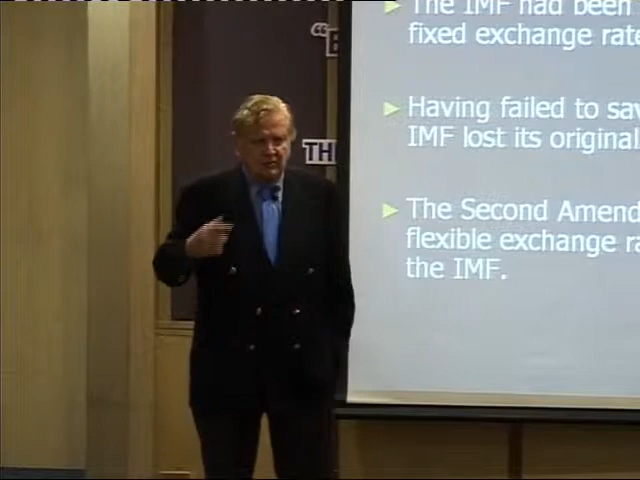 The IMF had been
fixed exchange rate
Having failed to sav
IMF lost its original
The Second Amend
flexible exchange ra
the IMF.
"E
TH